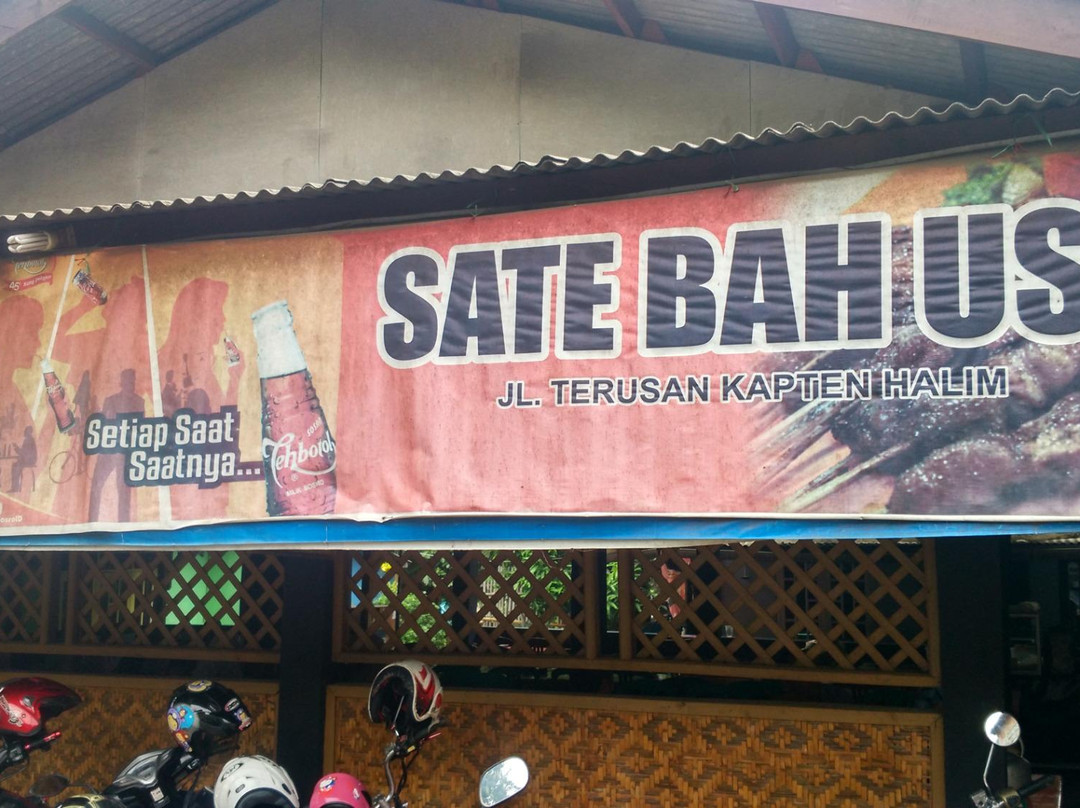 SATE BAH US
JL. TERUSAN KAPTEN HALIM
Setiap Saat
Saatnya...
Tehbotol